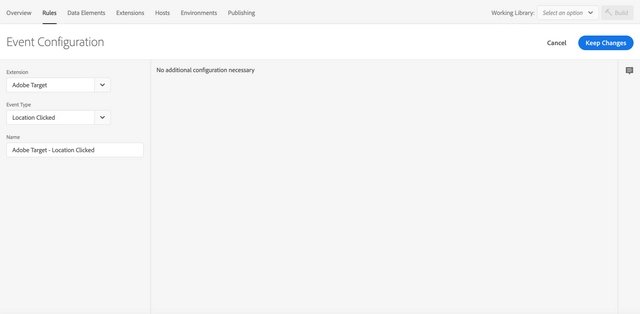 Overview Rules Data Elements Extensions Hosts Environments Publishing Working Library: Select an option Build
Event Configuration Cancel Keep Changes
Extension
Adobe Target
Event Type
Location Clicked
Name
Adobe Target - Location Clicked
No additional configuration necessary